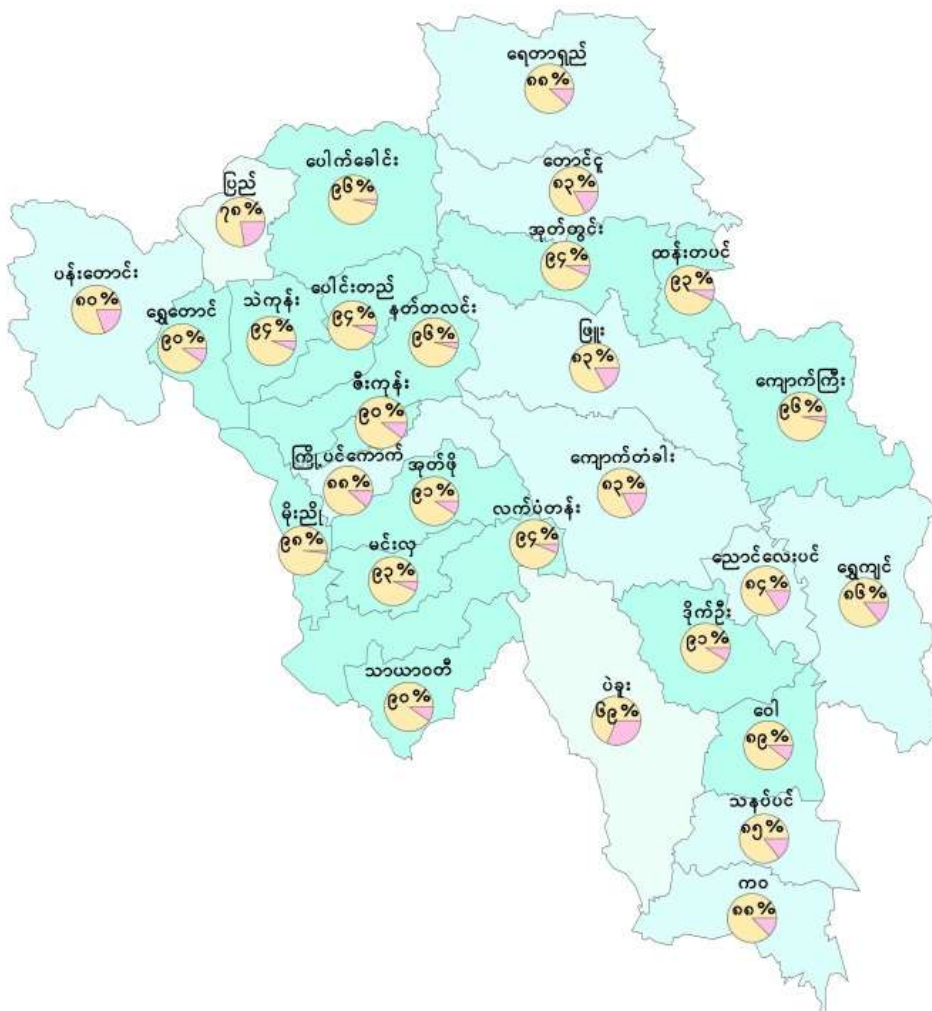 ရေတာရှည်
၈၈%
ပေါက်ခေါင်း
၉၆%
တောင်ငူ
၈၃%
ပြည်
၇၈%
အုတ်တွင်း
၉၄%
ထန်းတပင်
၉၃%
ပန်းတောင်း
၈၀%
ရွှေတောင်
၉၀%
သဲကုန်း
၉၄%
ပေါင်းတည်
၉၄%
နတ်တလင်း
၉၆%
ဖြူး
၈၃%
ကျောက်ကြီး
၉၆%
ဇီးကုန်း
၉၀%
ကြို့ပင်ကောက်
၈၈%
အုတ်ဖို
၉၁%
ကျောက်တံခါး
၈၃%
မိုးညို
၉၈%
လက်ပံတန်း
၉၄%
မင်းလှ
၉၃%
ညောင်လေးပင်
၈၄%
ရွှေကျင်
၈၆%
ဒိုက်ဦး
၉၁%
သာယာဝတီ
၉၀%
ပဲခူး
၆၉%
ဝေါ
၈၉%
သနပ်ပင်
၈၅%
ကဝ
၈၈%